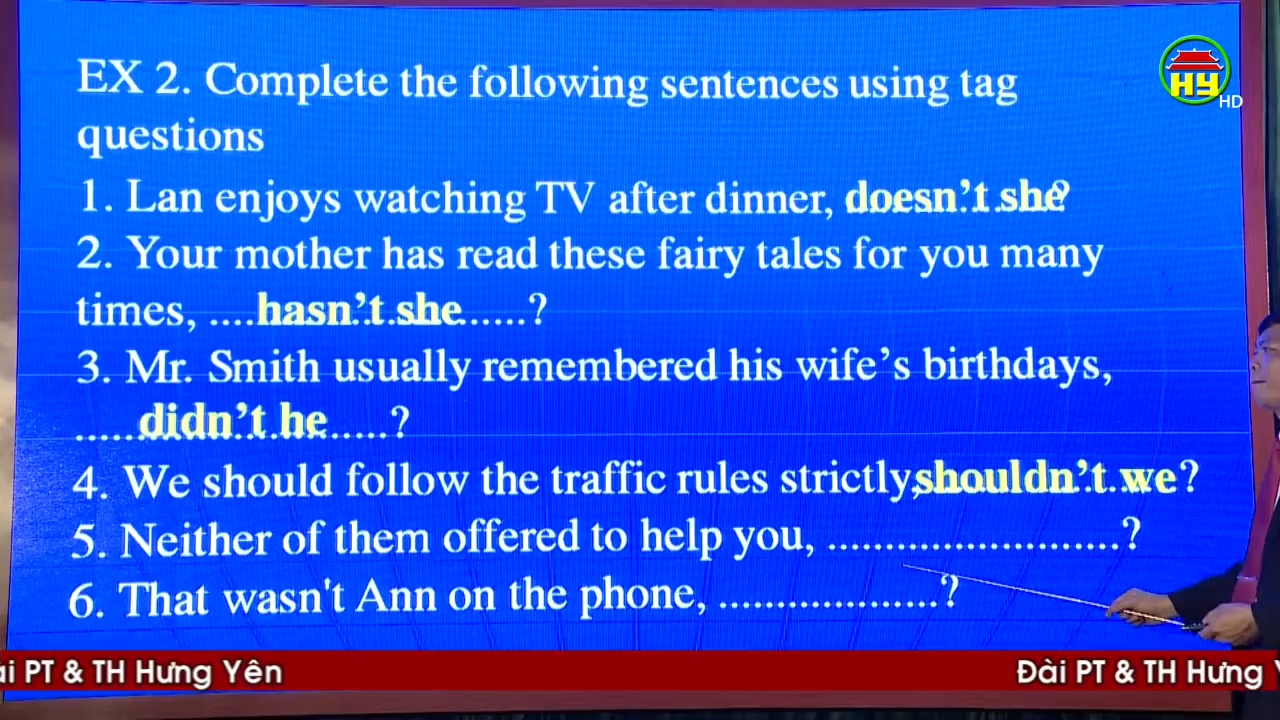 HY
HD
EX 2. Complete the following sentences using tag
questions
1. Lan enjoys watching TV after dinner, doesn't she?
2. Your mother has read these fairy tales for you many
times, ....hasn't she......?
3. Mr. Smith usually remembered his wife's birthdays,
.....didn't he.....?
4. We should follow the traffic rules strictly,shouldn't we?
5. Neither of them offered to help you, .........................?
6. That wasn't Ann on the phone, ...................?
ài PT & TH Hưng Yên
Đài PT & TH Hưng Y